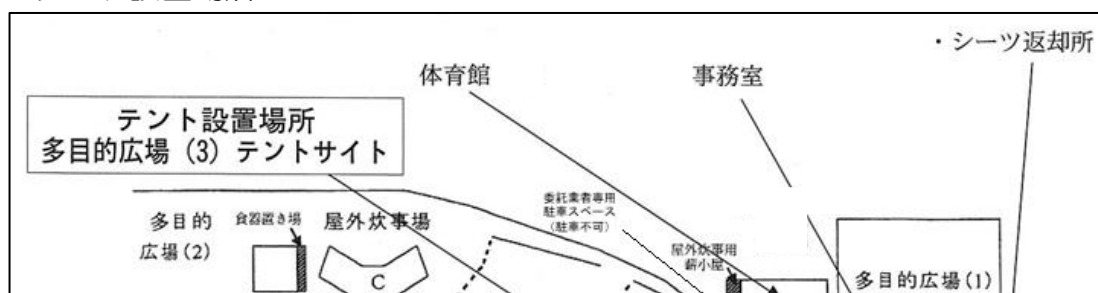 ・シーツ返却所
体育館
事務室
テント設置場所
多目的広場（3）テントサイト
委託業者専用
駐車スペース
（駐車不可）
多目的
広場（2）
食器置き場
屋外炊事場
屋外炊事用
薪小屋
多目的広場（1）
C